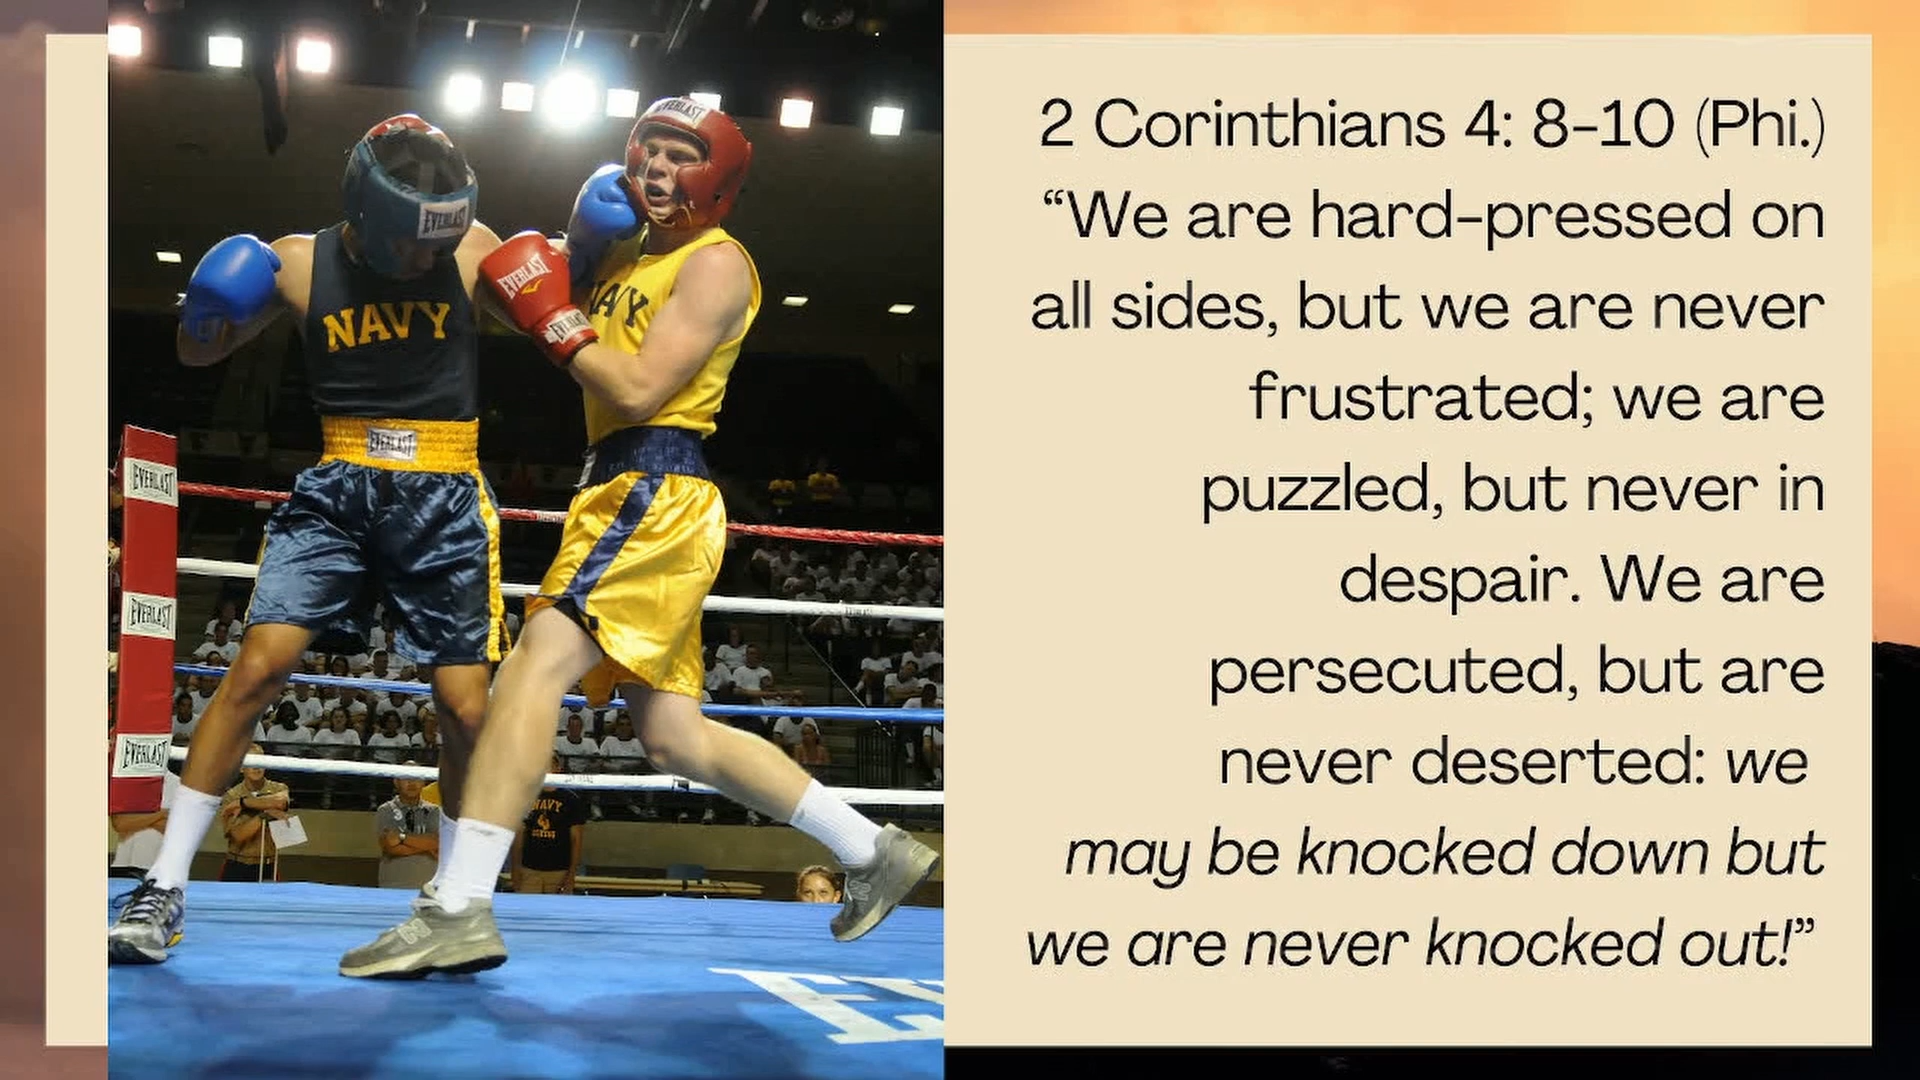 2 Corinthians 4: 8-10 (Phi.)
“We are hard-pressed on
all sides, but we are never
frustrated; we are
puzzled, but never in
despair. We are
persecuted, but are
never deserted: we
may be knocked down but
we are never knocked out!”
EVERLAST
EVERLAST
EVERLAST
NAVY
NAVY
EVERLAST
EVERLAST
EVERLAST
EVERLAST
EVERLAST
NAVY